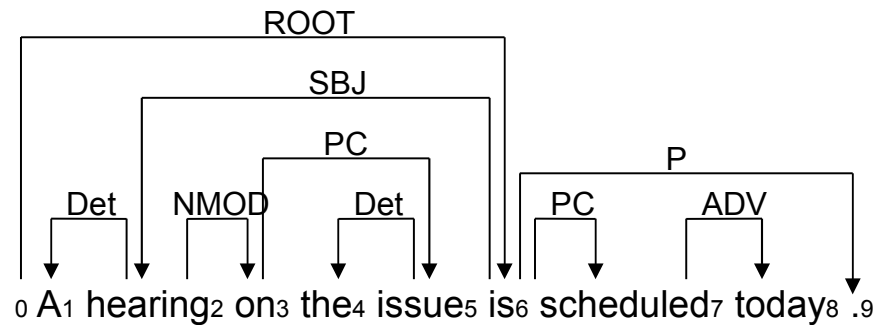 ROOT
SBJ
PC
P
Det NMOD Det PC ADV
0 A1 hearing2 on3 the4 issue5 is6 scheduled7 today8 .9